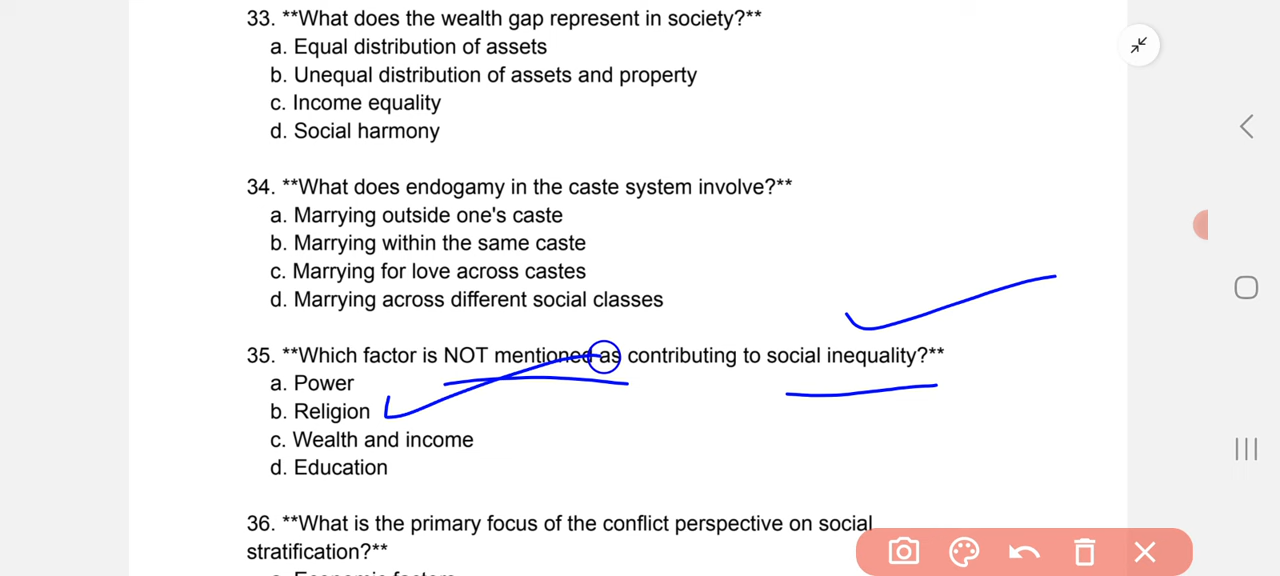 33. **What does the wealth gap represent in society?**
a. Equal distribution of assets
b. Unequal distribution of assets and property
c. Income equality
d. Social harmony
34. **What does endogamy in the caste system involve?**
a. Marrying outside one's caste
b. Marrying within the same caste
c. Marrying for love across castes
d. Marrying across different social classes
35. **Which factor is NOT mentioned as contributing to social inequality?**
a. Power
b. Religion
c. Wealth and income
d. Education
36. **What is the primary focus of the conflict perspective on social
stratification?**
a. Economic factors